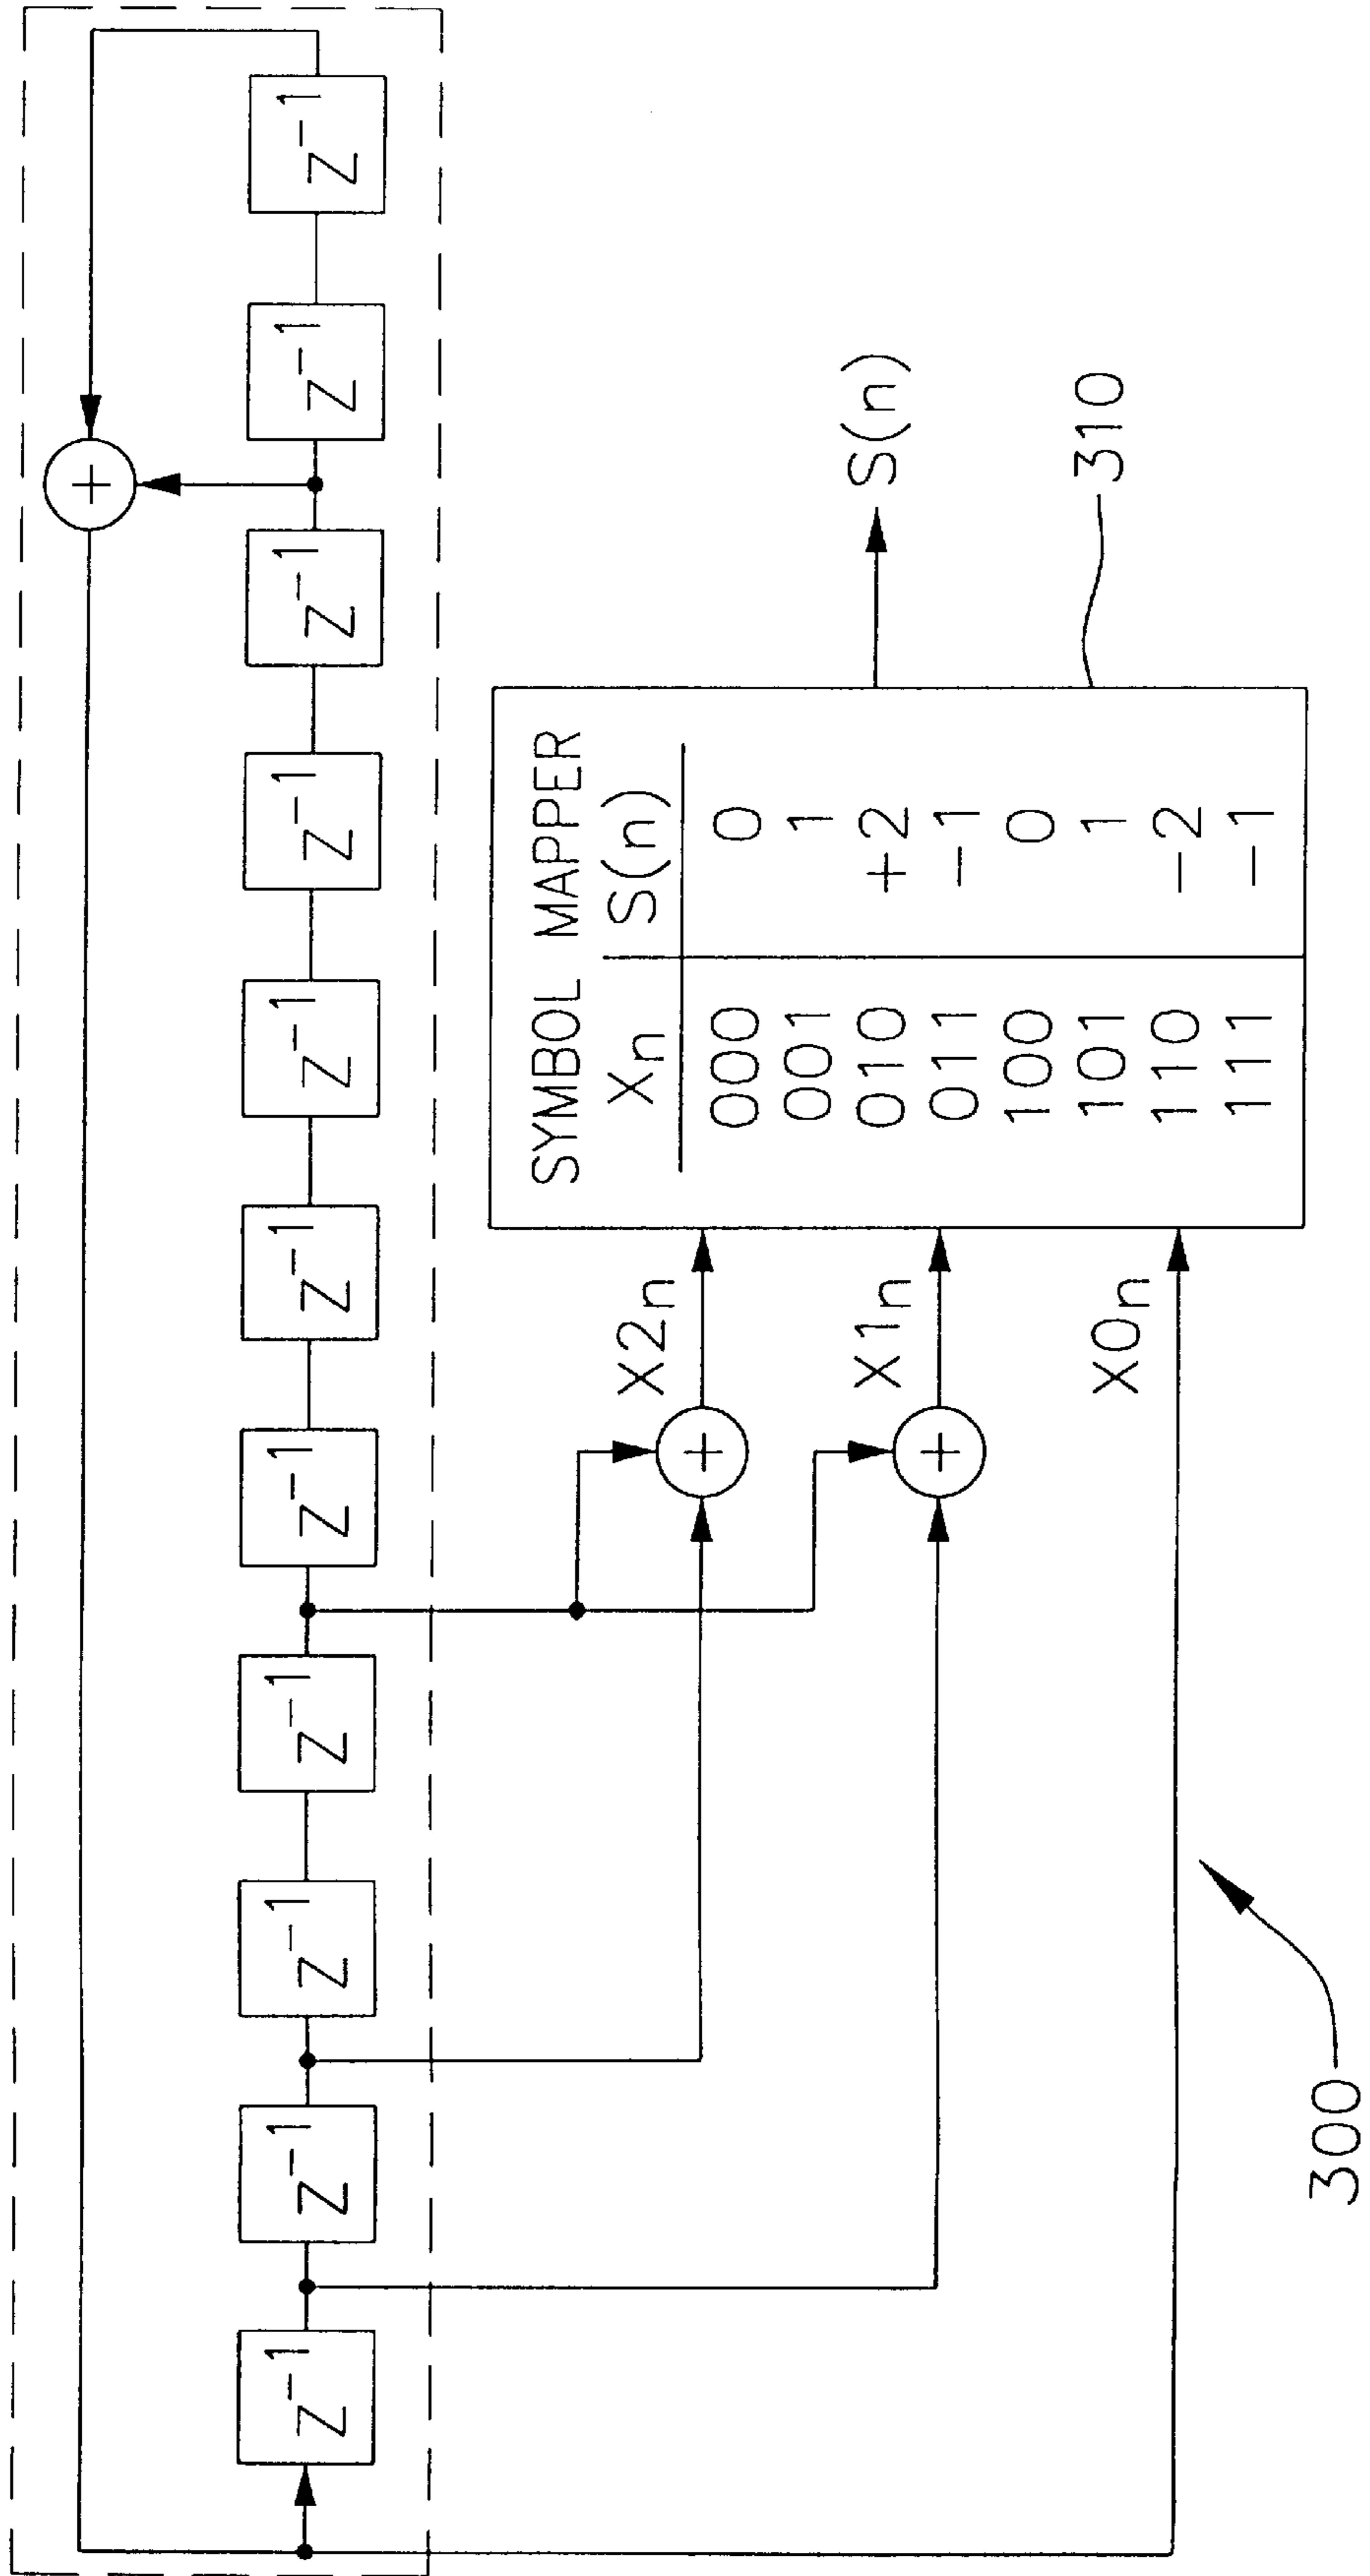 z⁻¹ z⁻¹ z⁻¹ z⁻¹ z⁻¹ z⁻¹ z⁻¹ z⁻¹ z⁻¹ z⁻¹ z⁻¹
+
SYMBOL MAPPER
Xn S(n)
000 0
001 1
010 +2
011 −1
100 0
101 1
110 −2
111 −1
X2n
+
X1n
+
X0n
S(n)
310
300